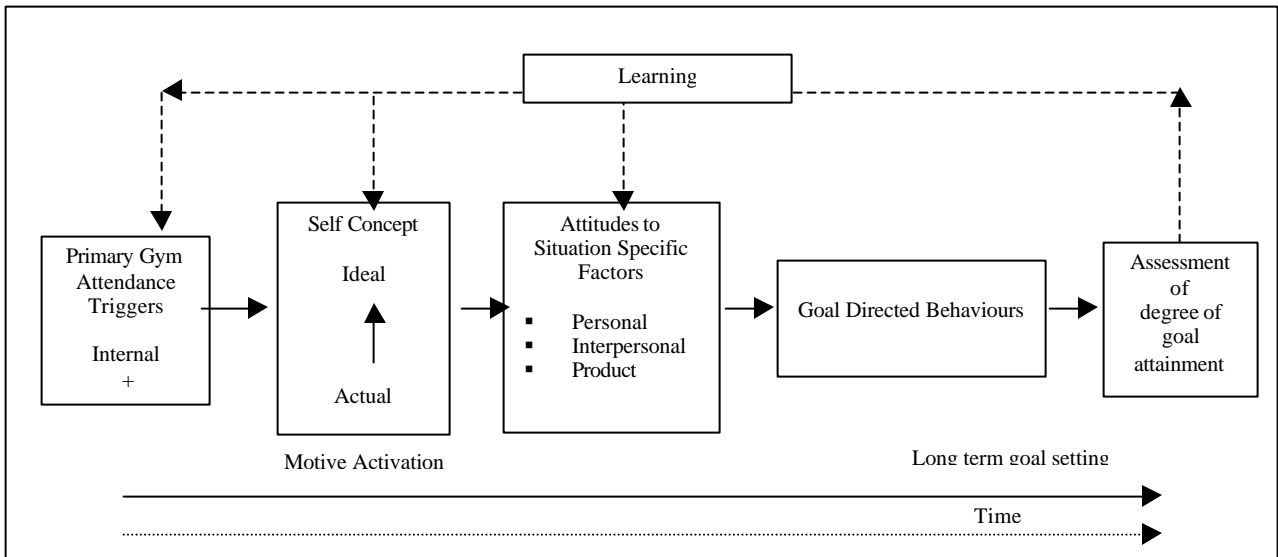 Learning
Primary Gym
Attendance
Triggers
Internal
+
Self Concept
Ideal
Actual
Attitudes to
Situation Specific
Factors
▪ Personal
▪ Interpersonal
▪ Product
Goal Directed Behaviours
Assessment
of
degree of
goal
attainment
Motive Activation
Long term goal setting
Time